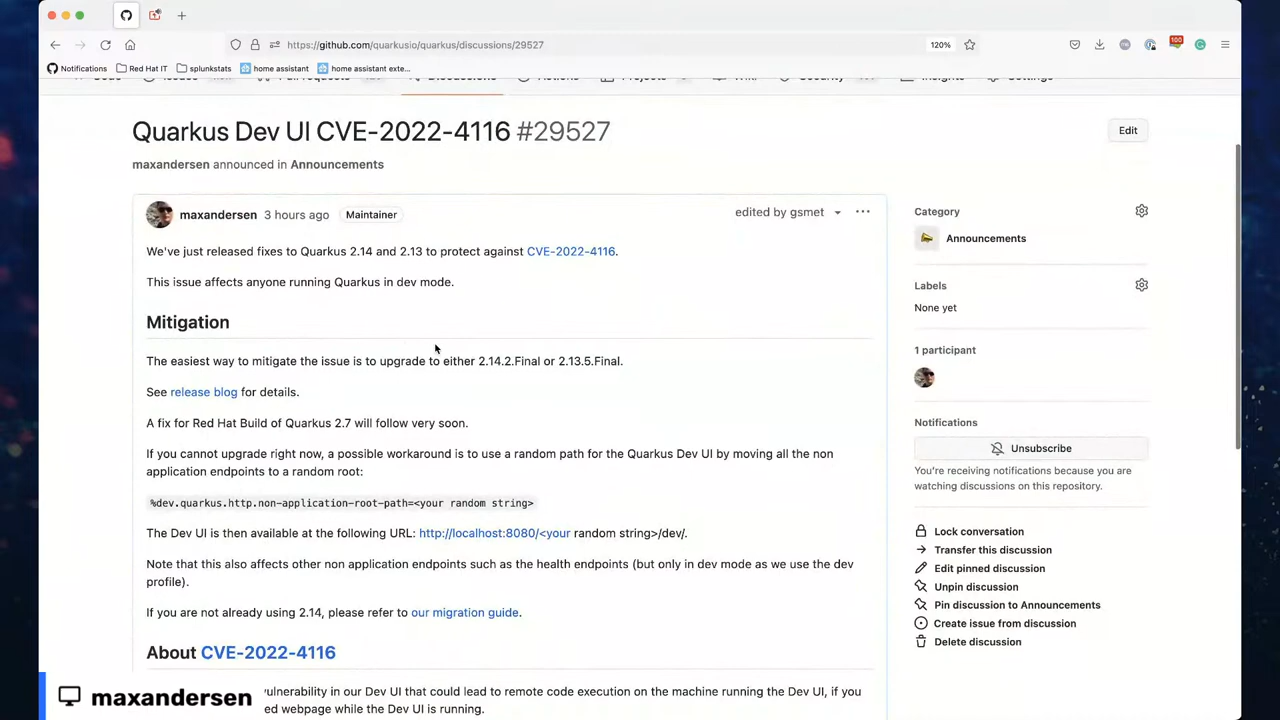 https://github.com/quarkusio/quarkus/discussions/29527
120%
100
Notifications
Red Hat IT
splunkstats
home assistant
home assistant exte...
Quarkus Dev UI CVE-2022-4116 #29527
Edit
maxandersen announced in Announcements
maxandersen 3 hours ago Maintainer
edited by gsmet
We've just released fixes to Quarkus 2.14 and 2.13 to protect against CVE-2022-4116.
This issue affects anyone running Quarkus in dev mode.
Mitigation
The easiest way to mitigate the issue is to upgrade to either 2.14.2.Final or 2.13.5.Final.
See release blog for details.
A fix for Red Hat Build of Quarkus 2.7 will follow very soon.
If you cannot upgrade right now, a possible workaround is to use a random path for the Quarkus Dev UI by moving all the non
application endpoints to a random root:
%dev.quarkus.http.non-application-root-path=<your random string>
The Dev UI is then available at the following URL: http://localhost:8080/<your random string>/dev/.
Note that this also affects other non application endpoints such as the health endpoints (but only in dev mode as we use the dev
profile).
If you are not already using 2.14, please refer to our migration guide.
About CVE-2022-4116
ulnerability in our Dev UI that could lead to remote code execution on the machine running the Dev UI, if you
ed webpage while the Dev UI is running.
Category
Announcements
Labels
None yet
1 participant
Notifications
Unsubscribe
You're receiving notifications because you are
watching discussions on this repository.
Lock conversation
Transfer this discussion
Edit pinned discussion
Unpin discussion
Pin discussion to Announcements
Create issue from discussion
Delete discussion
maxandersen